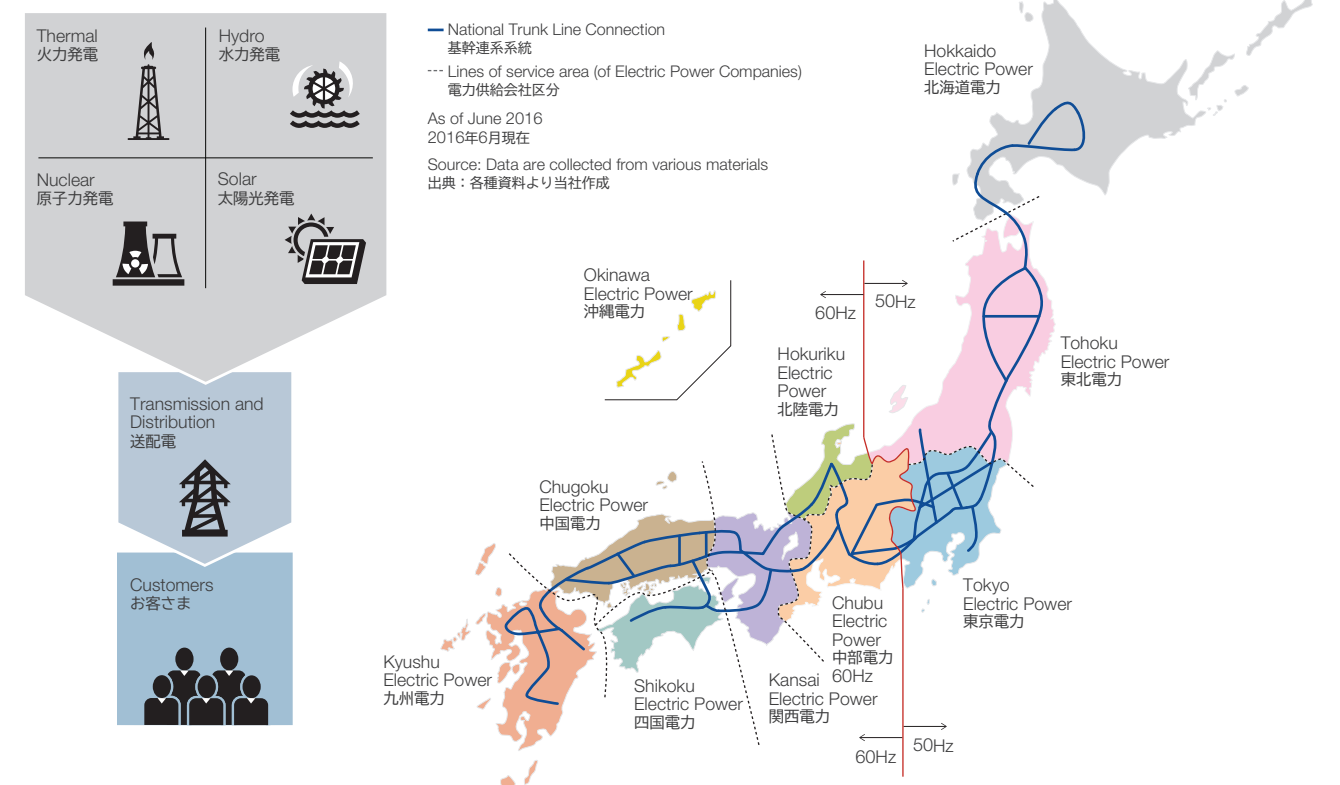 Thermal
火力発電
Hydro
水力発電
Nuclear
原子力発電
Solar
太陽光発電
Transmission and
Distribution
送配電
Customers
お客さま
National Trunk Line Connection
基幹連系系統
Lines of service area (of Electric Power Companies)
電力供給会社区分
As of June 2016
2016年6月現在
Source: Data are collected from various materials
出典：各種資料より当社作成
Hokkaido
Electric Power
北海道電力
Okinawa
Electric Power
沖縄電力
60Hz
50Hz
Hokuriku
Electric
Power
北陸電力
Tohoku
Electric Power
東北電力
Chugoku
Electric Power
中国電力
Tokyo
Electric Power
東京電力
Chubu
Electric
Power
中部電力
60Hz
Kyushu
Electric Power
九州電力
Shikoku
Electric Power
四国電力
Kansai
Electric Power
関西電力
60Hz
50Hz